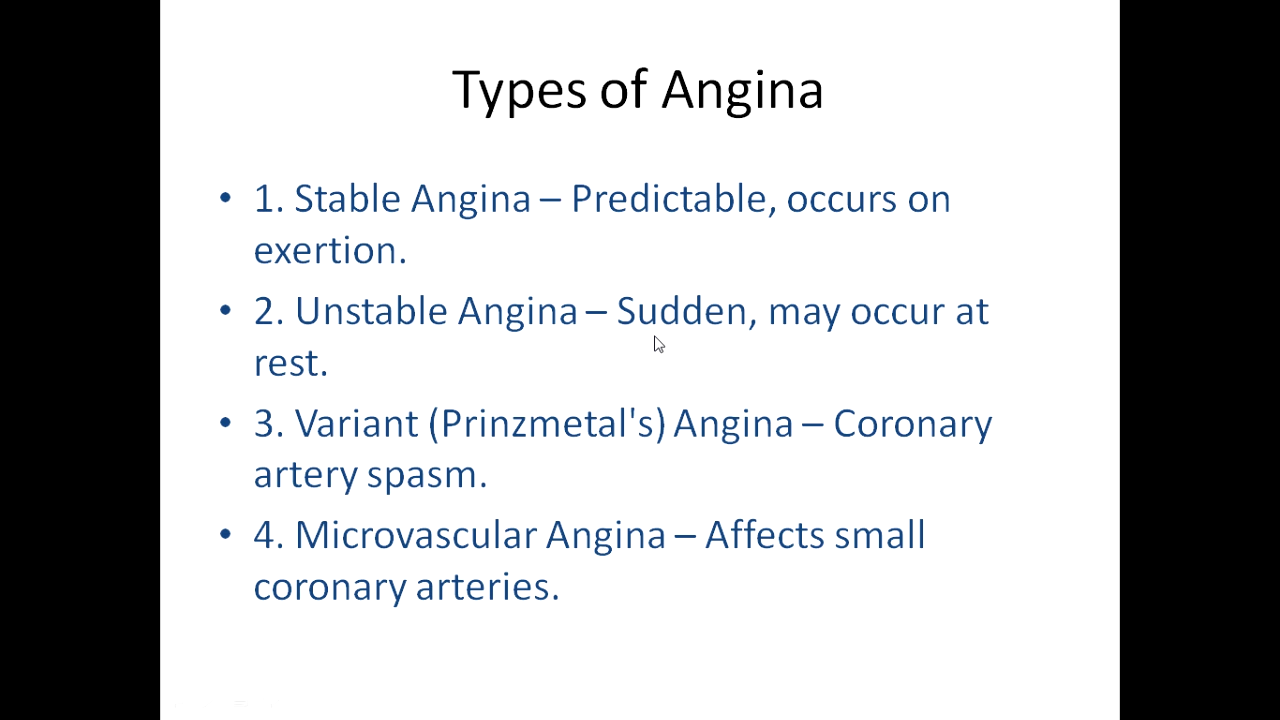 Types of Angina
• 1. Stable Angina – Predictable, occurs on
exertion.
• 2. Unstable Angina – Sudden, may occur at
rest.
• 3. Variant (Prinzmetal's) Angina – Coronary
artery spasm.
• 4. Microvascular Angina – Affects small
coronary arteries.